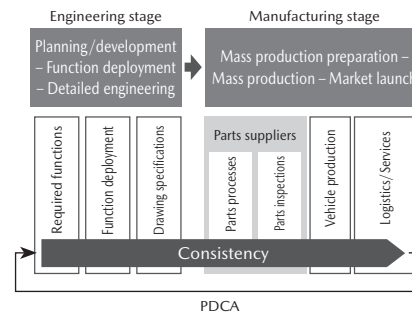 Engineering stage
Manufacturing stage
Planning/development
– Function deployment
– Detailed engineering
Mass production preparation –
Mass production – Market launch
Required functions
Function deployment
Drawing specifications
Parts suppliers
Parts processes
Parts inspections
Vehicle production
Logistics/Services
Consistency
PDCA